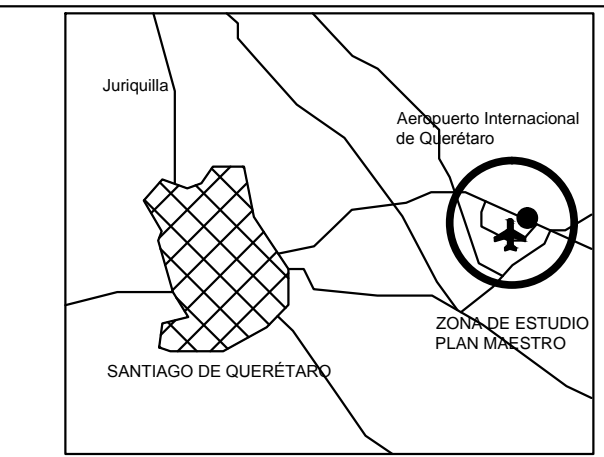 Juriquilla
Aeropuerto Internacional
de Querétaro
ZONA DE ESTUDIO
PLAN MAESTRO
SANTIAGO DE QUERÉTARO